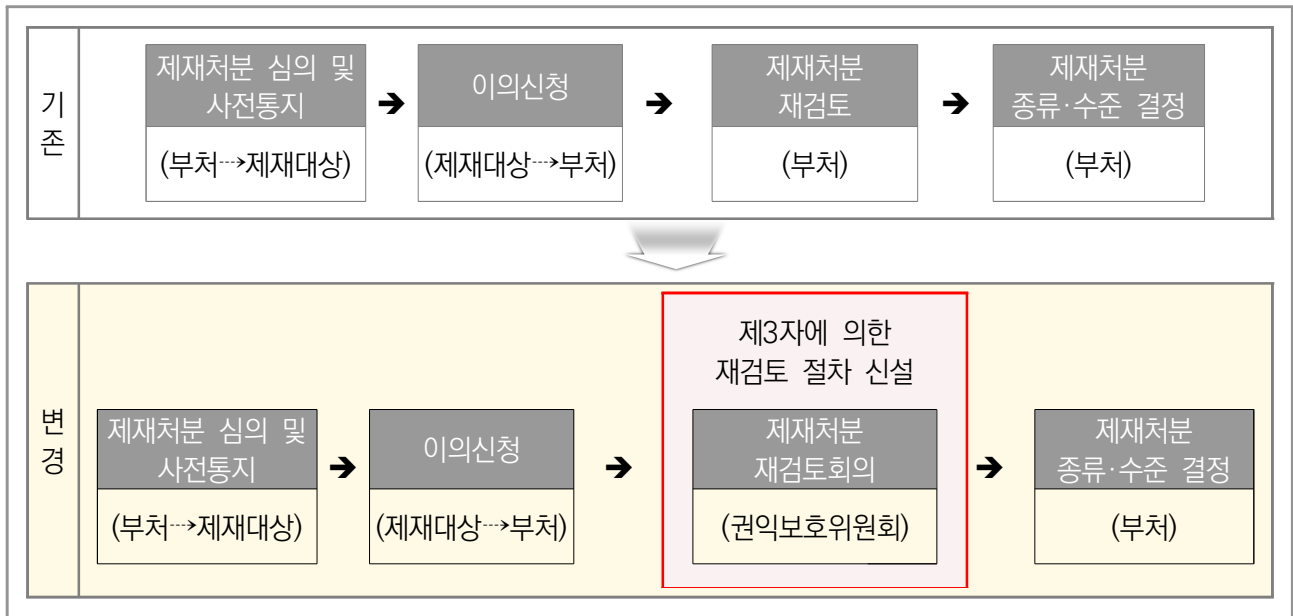 기존
제재처분 심의 및
사전통지
(부처⇢제재대상)
➔
이의신청
(제재대상⇢부처)
➔
제재처분
재검토
(부처)
➔
제재처분
종류·수준 결정
(부처)
변경
제재처분 심의 및
사전통지
(부처⇢제재대상)
➔
이의신청
(제재대상⇢부처)
➔
제3자에 의한
재검토 절차 신설
제재처분
재검토회의
(권익보호위원회)
➔
제재처분
종류·수준 결정
(부처)